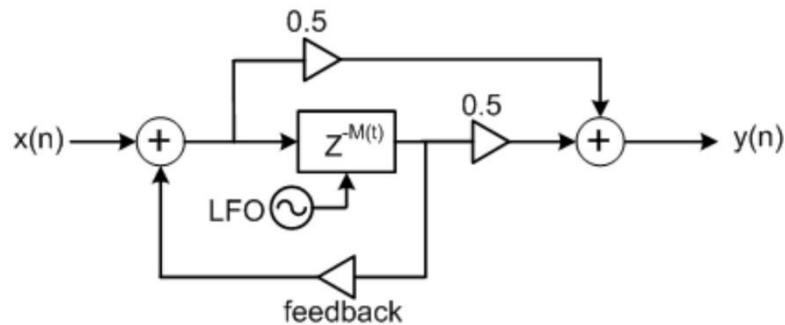 0.5
0.5
x(n)
+
Z-M(t)
+
y(n)
LFO
feedback